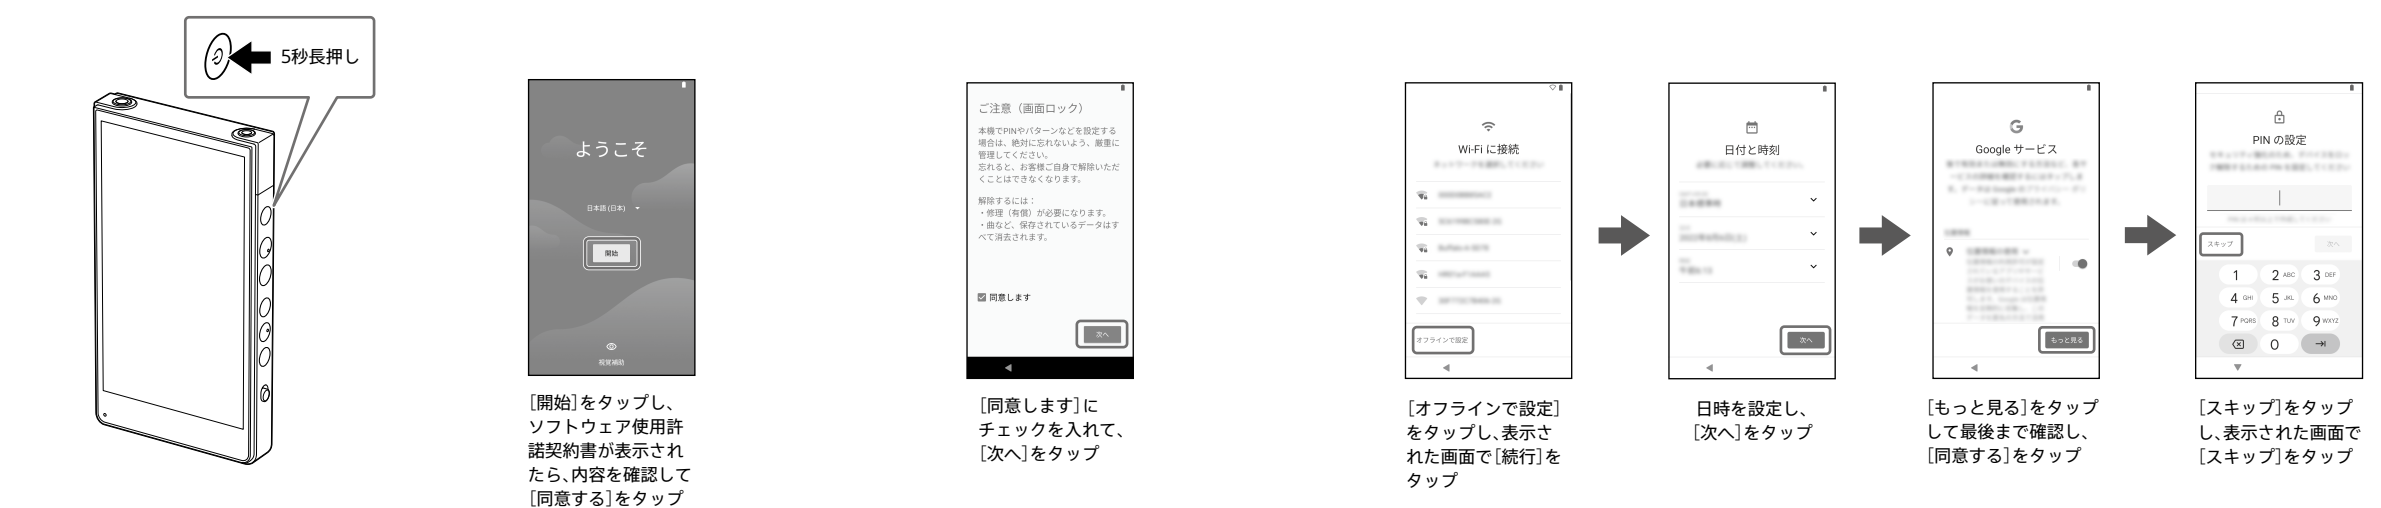 5秒長押し
ようこそ
日本語 (日本)
開始
視覚補助
［開始］をタップし、
ソフトウェア使用許
諾契約書が表示され
たら、内容を確認して
［同意する］をタップ
ご注意（画面ロック）
本機でPINやパターンなどを設定する
場合は、絶対に忘れないよう、厳重に
管理してください。
忘れると、お客様ご自身で解除いただ
くことはできなくなります。
解除するには：
・修理（有償）が必要になります。
・曲など、保存されているデータはす
べて消去されます。
同意します
次へ
［同意します］に
チェックを入れて、
［次へ］をタップ
Wi-Fi に接続
オフラインで設定
［オフラインで設定］
をタップし、表示さ
れた画面で［続行］を
タップ
日付と時刻
次へ
日時を設定し、
［次へ］をタップ
Google サービス
もっと見る
［もっと見る］をタップ
して最後まで確認し、
［同意する］をタップ
PIN の設定
スキップ
次へ
1 2 ABC 3 DEF
4 GHI 5 JKL 6 MNO
7 PQRS 8 TUV 9 WXYZ
0
［スキップ］をタップ
し、表示された画面で
［スキップ］をタップ